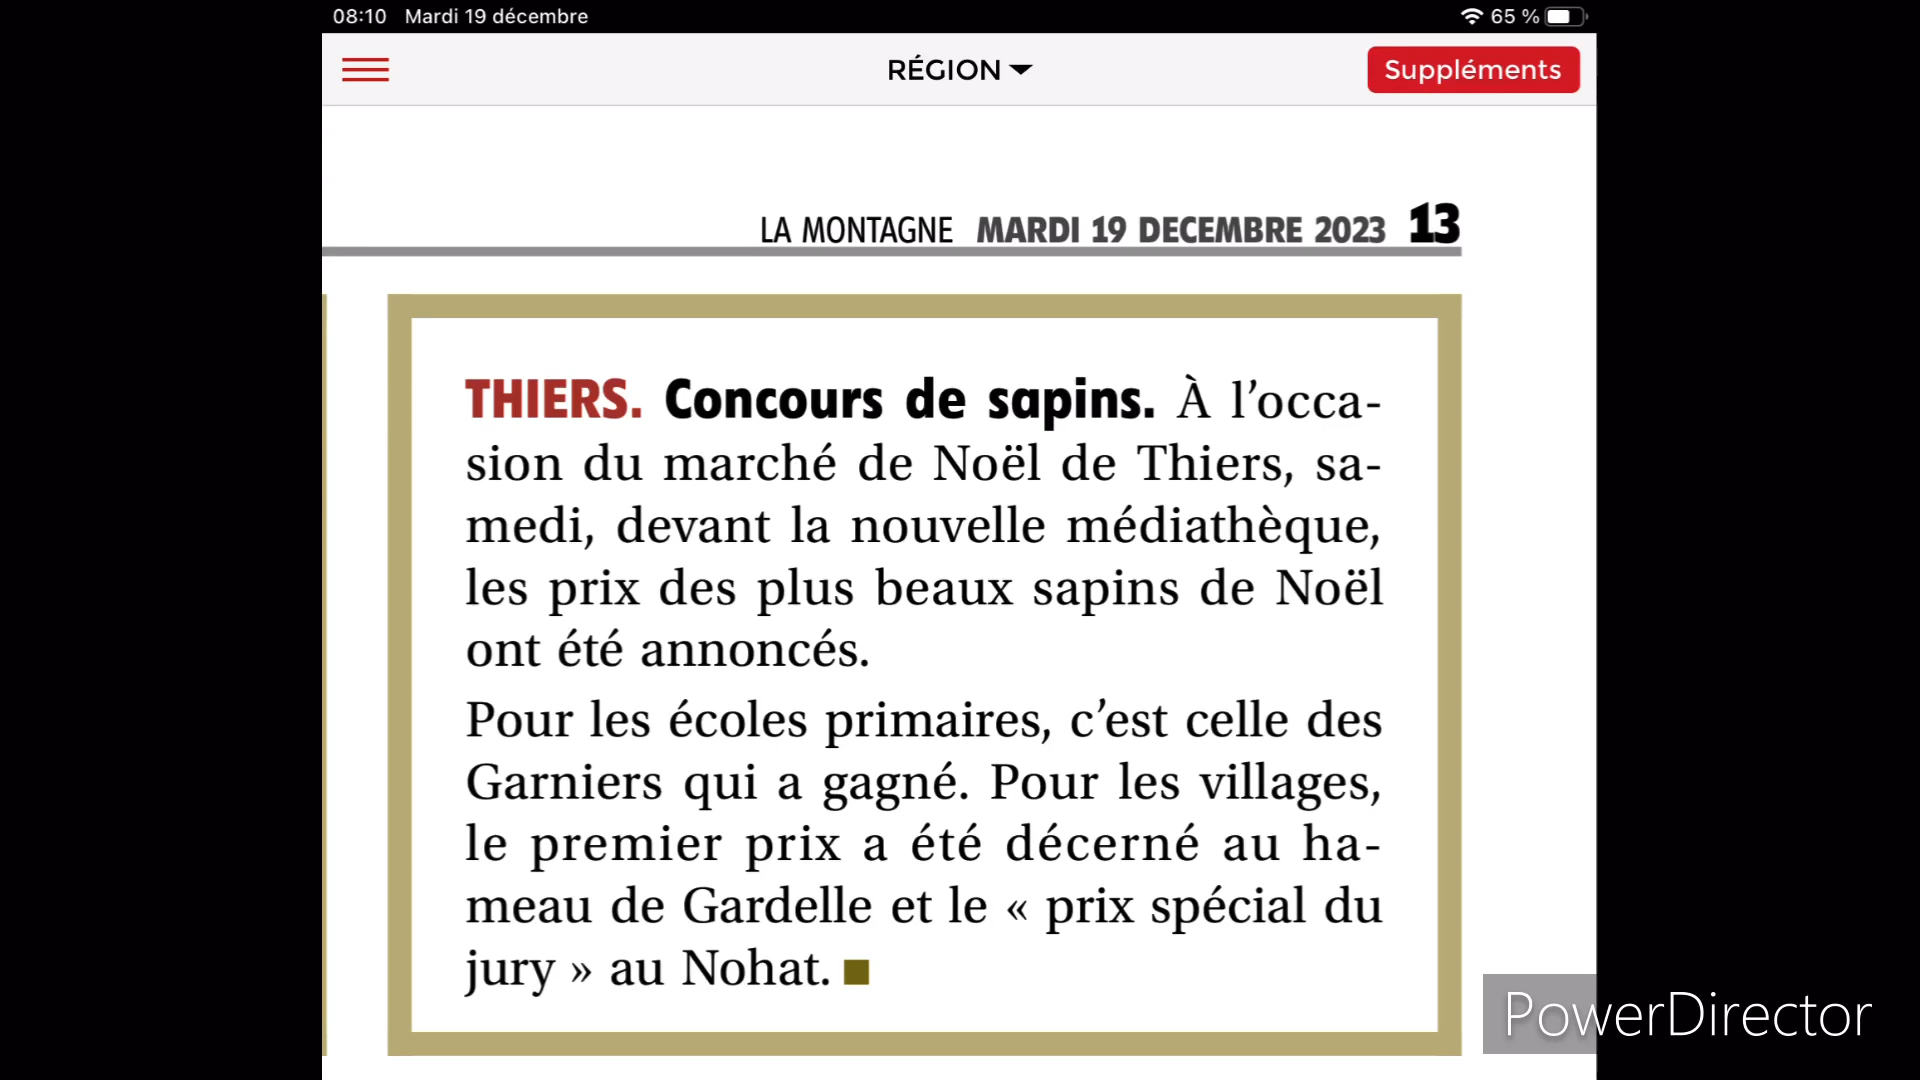 08:10 Mardi 19 décembre 65 %
RÉGION Suppléments
LA MONTAGNE MARDI 19 DECEMBRE 2023 13
THIERS. Concours de sapins. À l’occa-
sion du marché de Noël de Thiers, sa-
medi, devant la nouvelle médiathèque,
les prix des plus beaux sapins de Noël
ont été annoncés.
Pour les écoles primaires, c’est celle des
Garniers qui a gagné. Pour les villages,
le premier prix a été décerné au ha-
meau de Gardelle et le « prix spécial du
jury » au Nohat.
PowerDirector